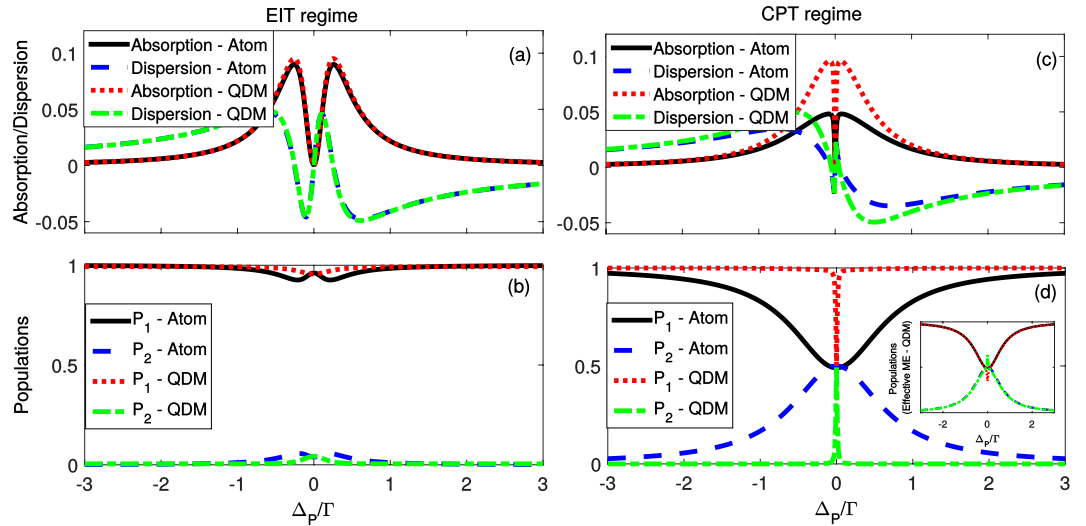 EIT regime
CPT regime
Absorption/Dispersion
0.1
0.05
0
-0.05
Absorption - Atom
Dispersion - Atom
Absorption - QDM
Dispersion - QDM
(a)
0.1
0.05
0
-0.05
Absorption - Atom
Dispersion - Atom
Absorption - QDM
Dispersion - QDM
(c)
Populations
1
0.5
0
P₁ - Atom
P₂ - Atom
P₁ - QDM
P₂ - QDM
(b)
-3 -2 -1 0 1 2 3
Δₚ/Γ
1
0.5
0
P₁ - Atom
P₂ - Atom
P₁ - QDM
P₂ - QDM
(d)
Populations
(Effective ME - QDM)
-2 0 2
Δₚ/Γ
-3 -2 -1 0 1 2 3
Δₚ/Γ